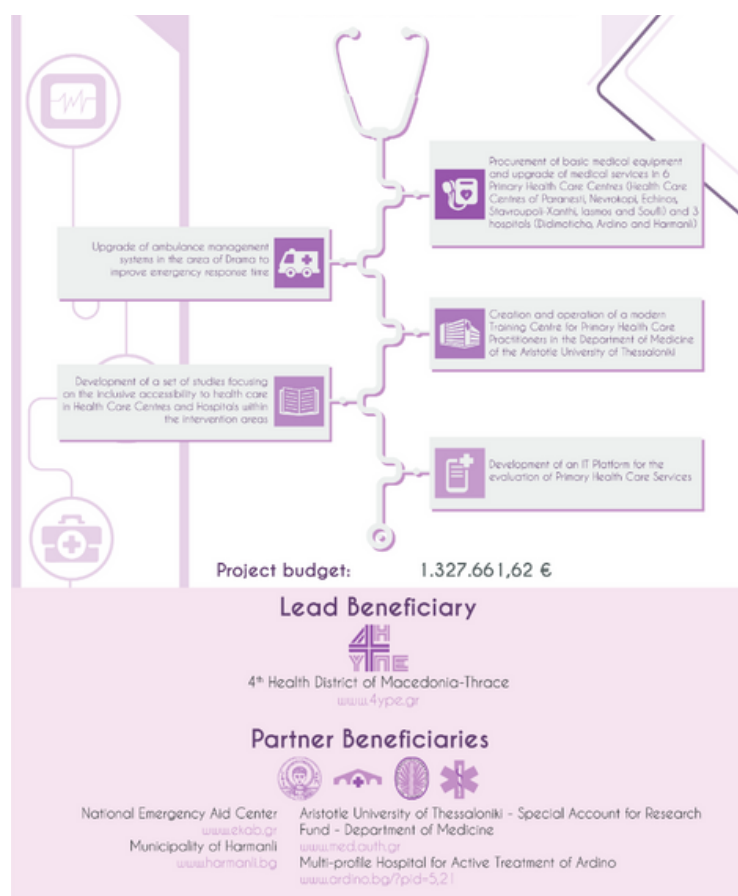 Procurement of basic medical equipment
and upgrade of medical services in 6
Primary Health Care Centres (Health Care
Centres of Paranesti, Nevrokopi, Echinos,
Stavroupoli-Xanthi, Iasmos and Soufli) and 3
hospitals (Didimoticho, Ardino and Harmanli)
Upgrade of ambulance management
systems in the area of Drama to
improve emergency response time
Creation and operation of a modern
Training Centre for Primary Health Care
Practitioners in the Department of Medicine
of the Aristotle University of Thessaloniki
Development of a set of studies focusing
on the inclusive accessibility to health care
in Health Care Centres and Hospitals within
the intervention areas
Development of an IT Platform for the
evaluation of Primary Health Care Services
Project budget: 1.327.661,62 €
Lead Beneficiary
4H
ΥΠΕ
4th Health District of Macedonia-Thrace
www.4ype.gr
Partner Beneficiaries
National Emergency Aid Center
www.ekab.gr
Municipality of Harmanli
www.harmanli.bg
Aristotle University of Thessaloniki - Special Account for Research
Fund - Department of Medicine
www.med.auth.gr
Multi-profile Hospital for Active Treatment of Ardino
www.ardino.bg/?pid=5,21